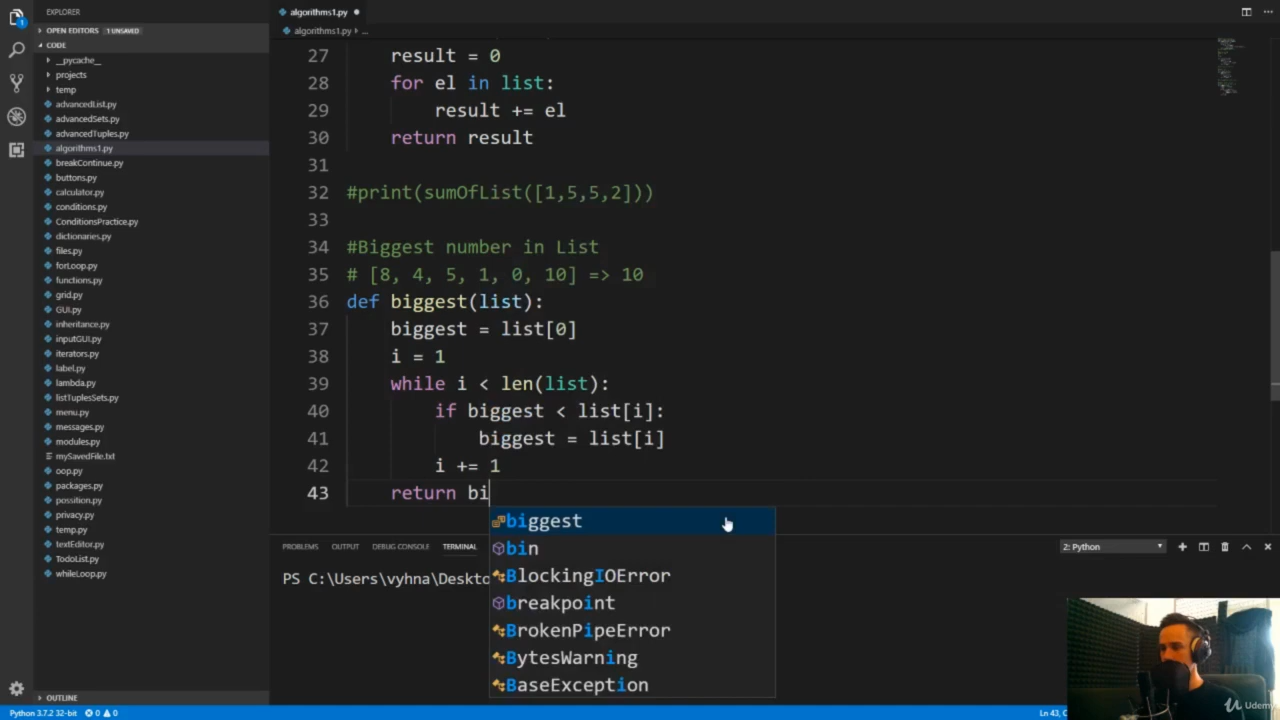 EXPLORER
OPEN EDITORS 1 UNSAVED
CODE
__pycache__
projects
temp
advancedList.py
advancedSets.py
advancedTuples.py
algorithms1.py
breakContinue.py
buttons.py
calculator.py
conditions.py
ConditionsPractice.py
dictionaries.py
files.py
forLoop.py
functions.py
grid.py
GUI.py
inheritance.py
inputGUI.py
iterators.py
label.py
lambda.py
listTuplesSets.py
menu.py
messages.py
modules.py
mySavedFile.txt
oop.py
packages.py
possition.py
privacy.py
temp.py
textEditor.py
TodoList.py
whileLoop.py
OUTLINE
algorithms1.py
algorithms1.py ...
27 result = 0
28 for el in list:
29 result += el
30 return result
31
32 #print(sumOfList([1,5,5,2]))
33
34 #Biggest number in List
35 # [8, 4, 5, 1, 0, 10] => 10
36 def biggest(list):
37 biggest = list[0]
38 i = 1
39 while i < len(list):
40 if biggest < list[i]:
41 biggest = list[i]
42 i += 1
43 return bi
biggest
bin
BlockingIOError
breakpoint
BrokenPipeError
BytesWarning
BaseException
PROBLEMS OUTPUT DEBUG CONSOLE TERMINAL 2: Python
PS C:\Users\vyhna\Deskto
Python 3.7.2 32-bit 0 0 Ln 43,
Udemy